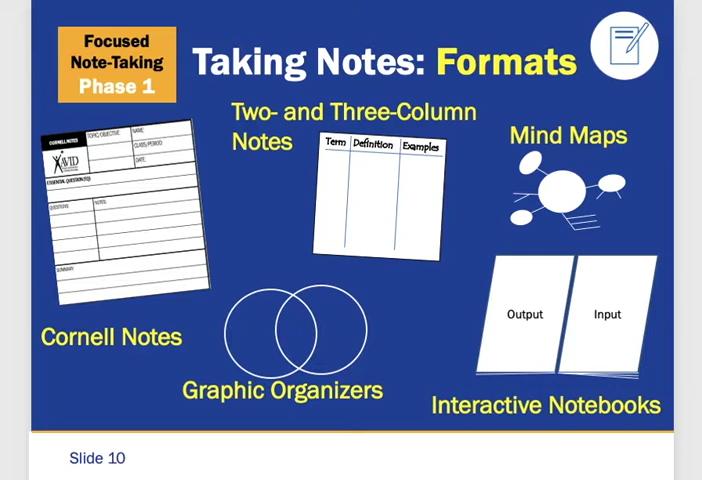 Focused
Note-Taking
Phase 1
Taking Notes: Formats
Two- and Three-Column
Notes
Mind Maps
CORNELL NOTES
TOPIC/OBJECTIVE:
NAME:
CLASS/PERIOD:
DATE:
AVID
ESSENTIAL QUESTION(S):
QUESTIONS:
NOTES:
SUMMARY:
Term
Definition
Examples
Output
Input
Cornell Notes
Graphic Organizers
Interactive Notebooks
Slide 10